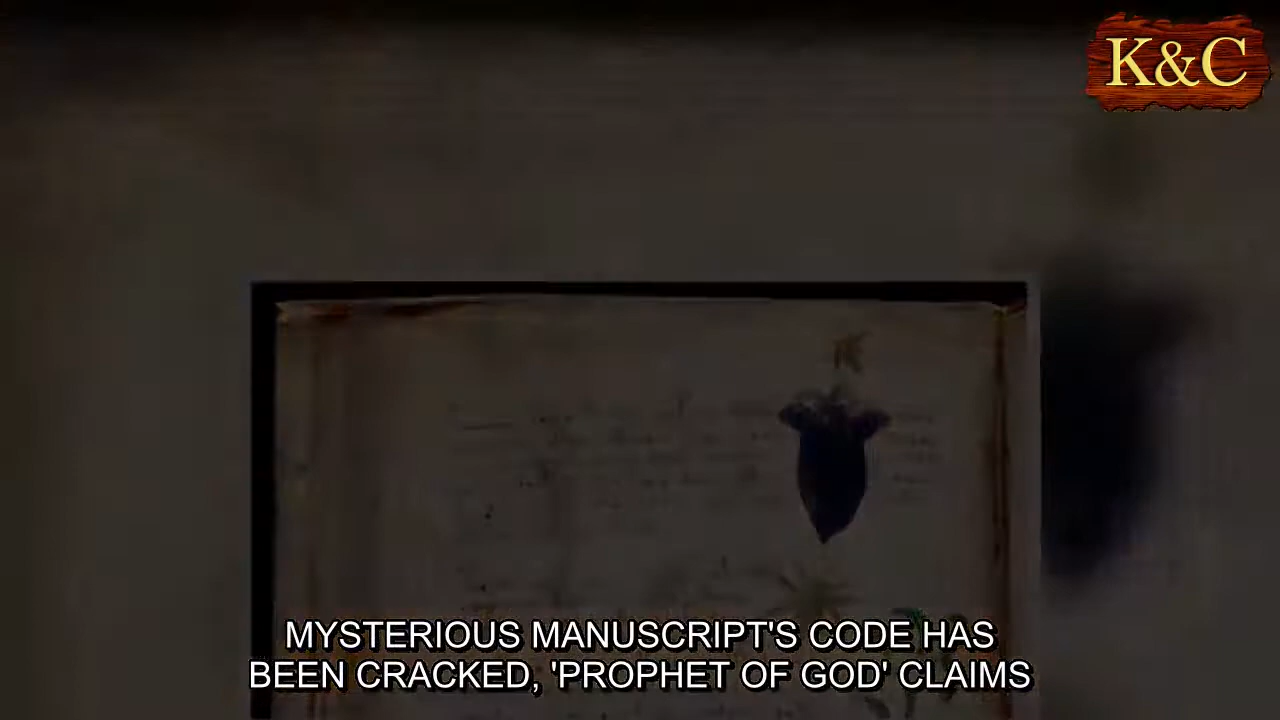 K&C
MYSTERIOUS MANUSCRIPT'S CODE HAS
BEEN CRACKED, 'PROPHET OF GOD' CLAIMS